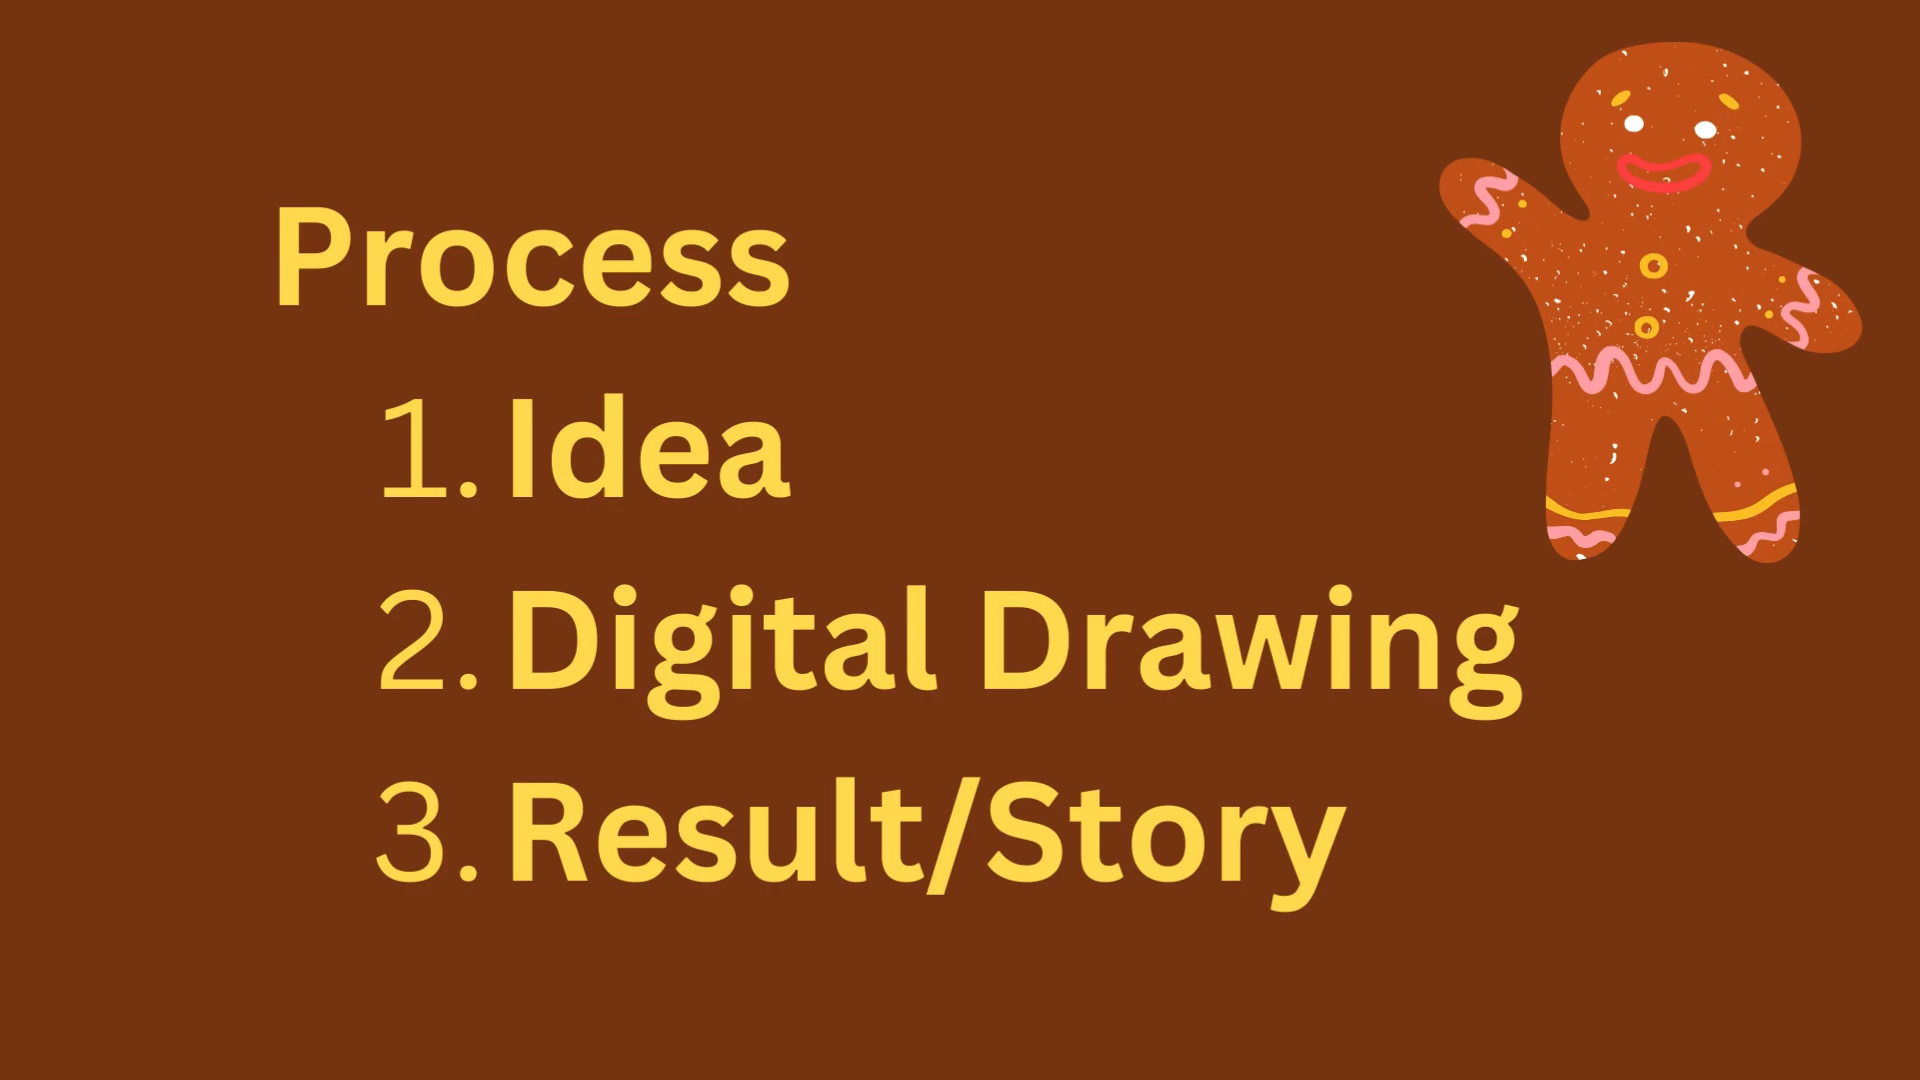 Process
1. Idea
2. Digital Drawing
3. Result/Story